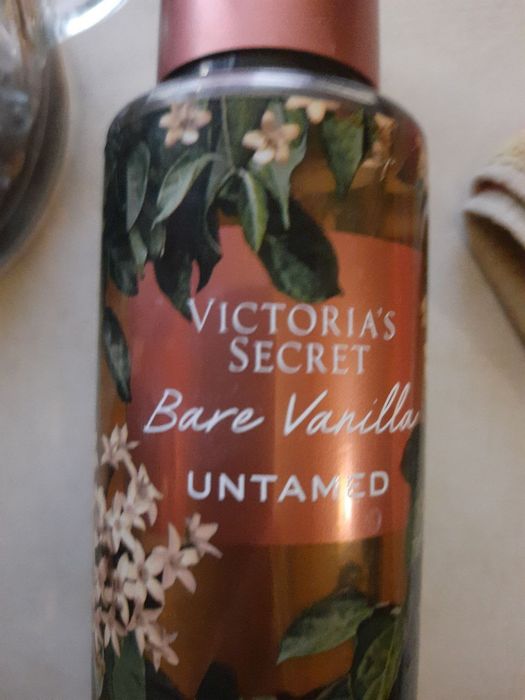 VICTORIA'S
SECRET
Bare Vanilla
UNTAMED